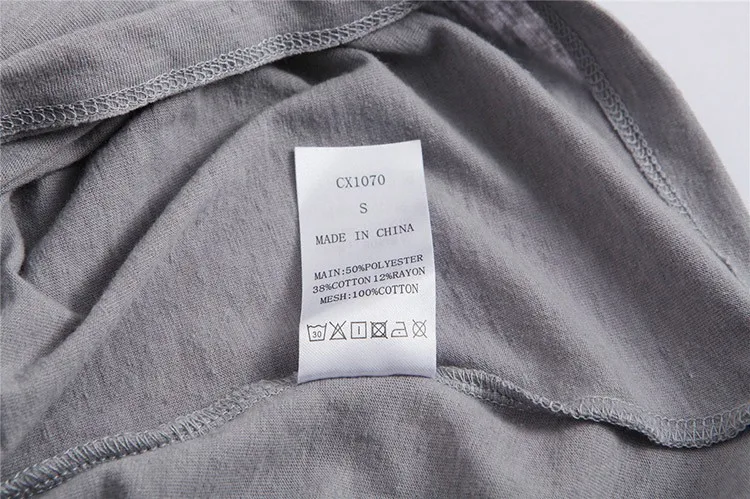 CX1070
S
MADE IN CHINA
MAIN:50%POLYESTER
38%COTTON 12%RAYON
MESH:100%COTTON
30